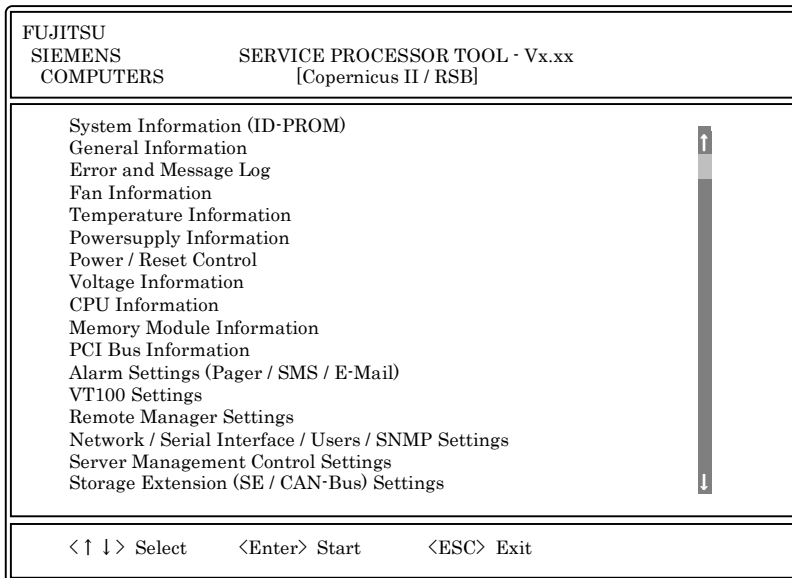 FUJITSU
SIEMENS SERVICE PROCESSOR TOOL - Vx.xx
COMPUTERS [Copernicus II / RSB]
System Information (ID-PROM)
General Information
Error and Message Log
Fan Information
Temperature Information
Powersupply Information
Power / Reset Control
Voltage Information
CPU Information
Memory Module Information
PCI Bus Information
Alarm Settings (Pager / SMS / E-Mail)
VT100 Settings
Remote Manager Settings
Network / Serial Interface / Users / SNMP Settings
Server Management Control Settings
Storage Extension (SE / CAN-Bus) Settings
<↑ ↓> Select <Enter> Start <ESC> Exit